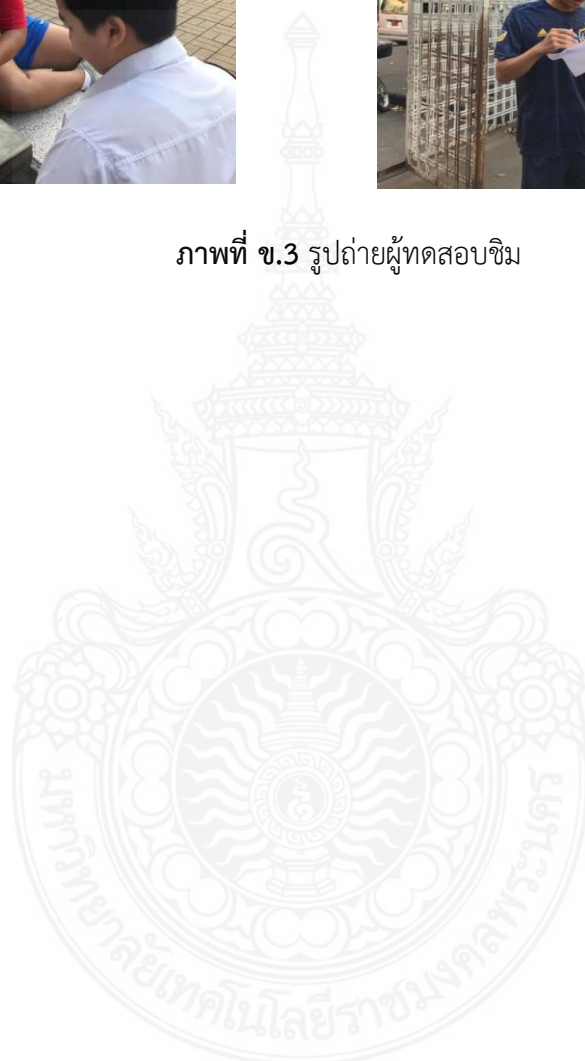 ภาพที่ ข.3 รูปถ่ายผู้ทดสอบชิม
มหาวิทยาลัยเทคโนโลยีราชมงคลพระนคร